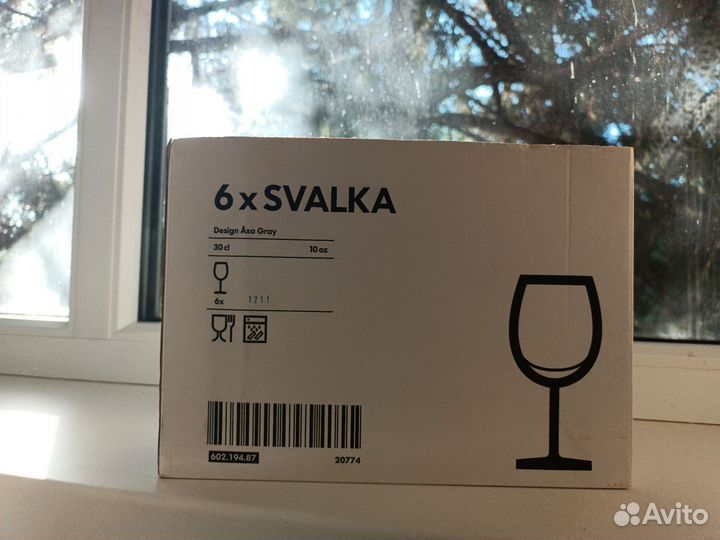 6 x SVALKA
Design Åsa Gray
30 cl 10 oz
6x 1211
602.194.87 20774
Avito